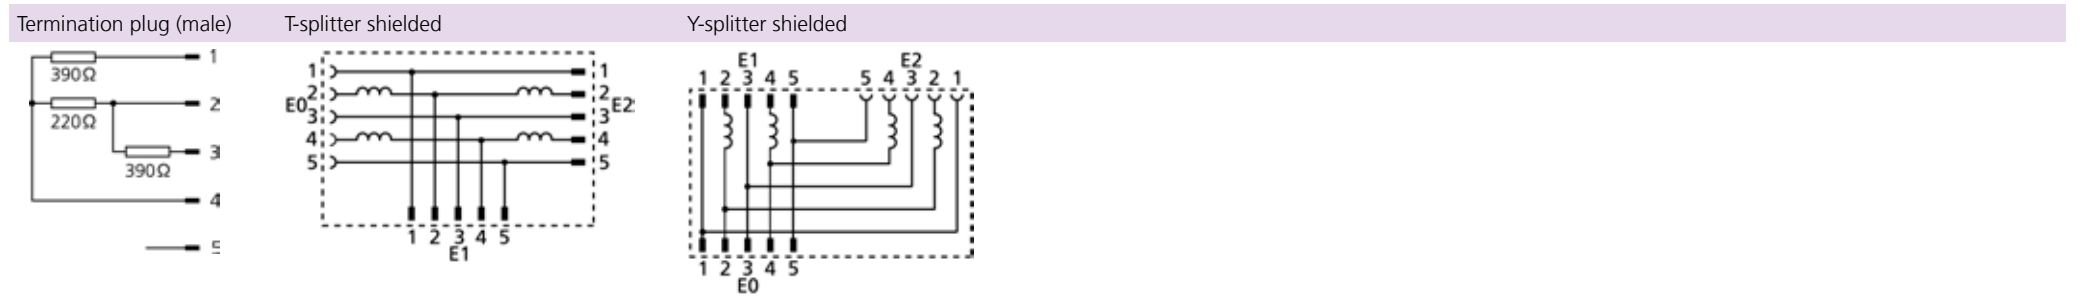 Termination plug (male) T-splitter shielded Y-splitter shielded
1
390Ω
2
220Ω
3
390Ω
4
5
1 1
2 2
E0 E2
3 3
4 4
5 5
1 2 3 4 5
E1
E1 E2
1 2 3 4 5 5 4 3 2 1
1 2 3 4 5
E0